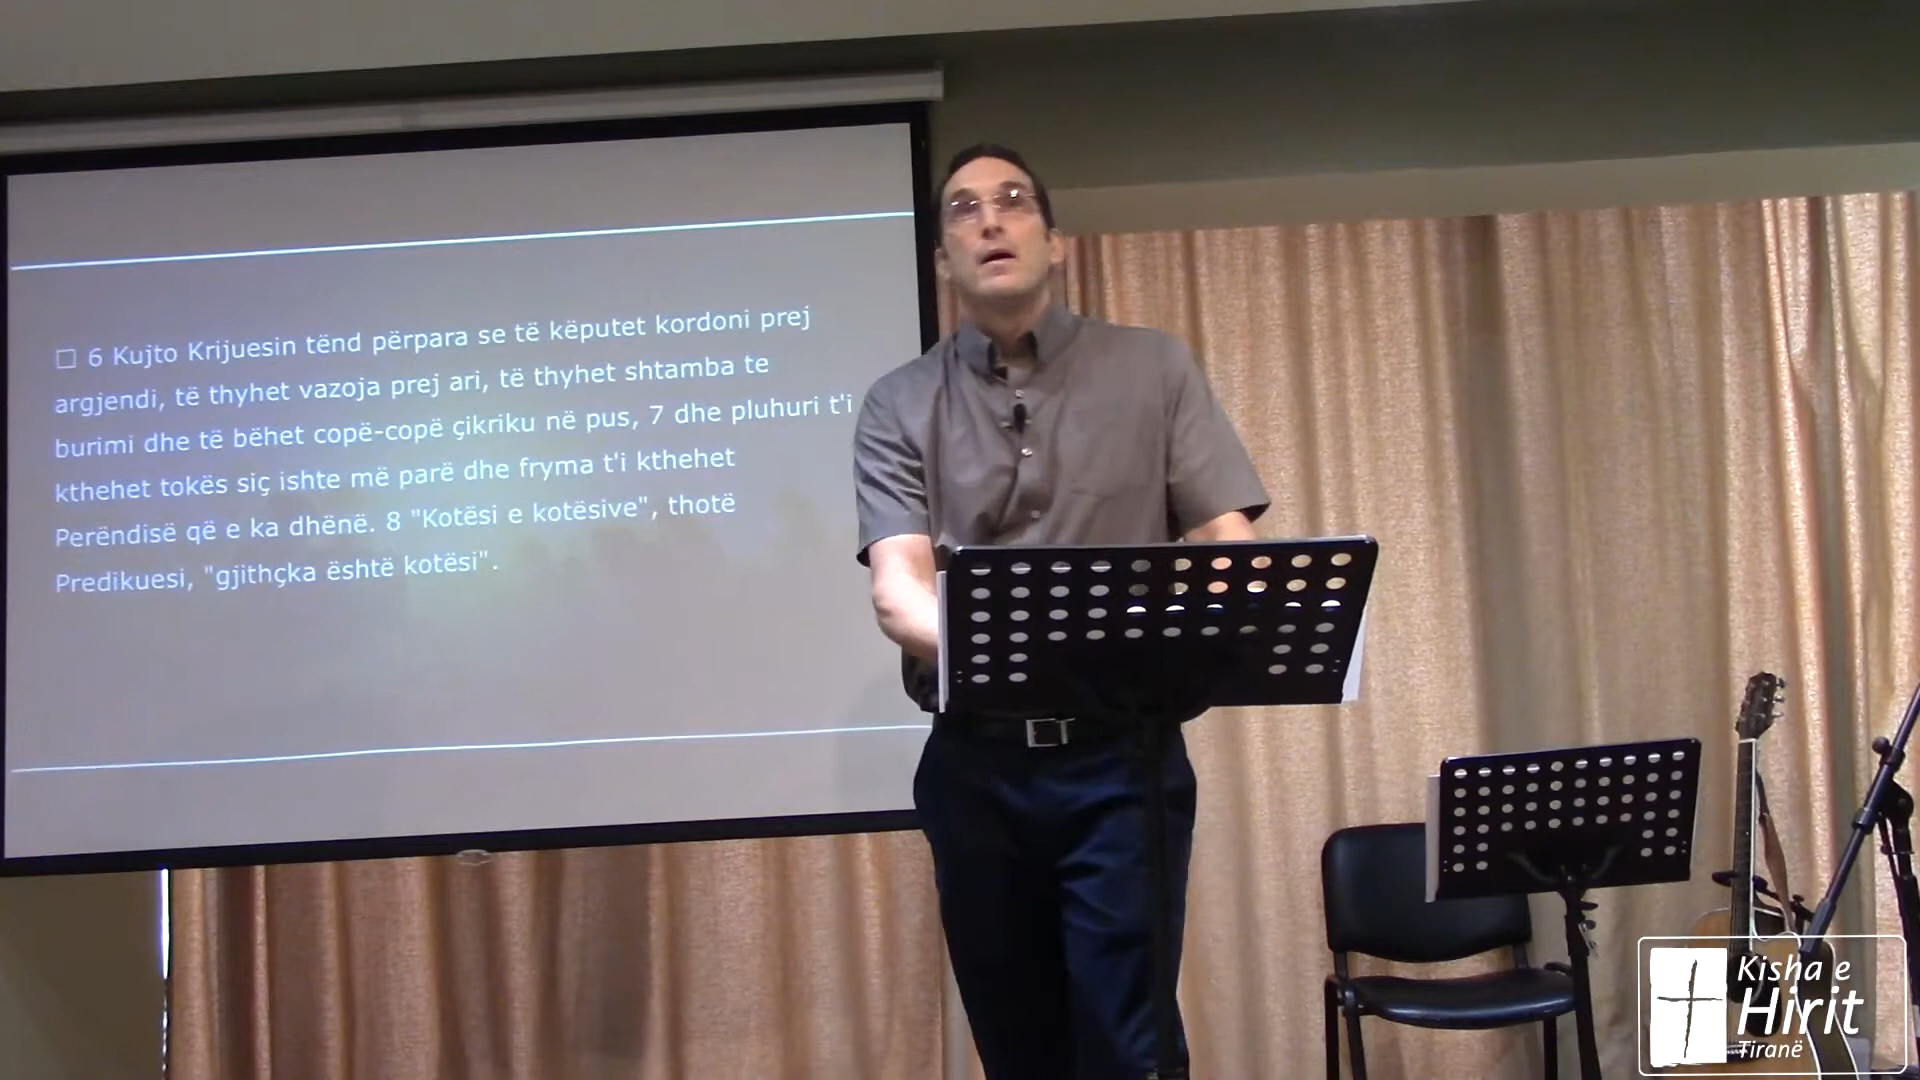 ☐ 6 Kujto Krijuesin tënd përpara se të këputet kordoni prej
argjendi, të thyhet vazoja prej ari, të thyhet shtamba te
burimi dhe të bëhet copë-copë çikriku në pus, 7 dhe pluhuri t'i
kthehet tokës siç ishte më parë dhe fryma t'i kthehet
Perëndisë që e ka dhënë. 8 "Kotësi e kotësive", thotë
Predikuesi, "gjithçka është kotësi".
Kisha e
Hirit
Tiranë